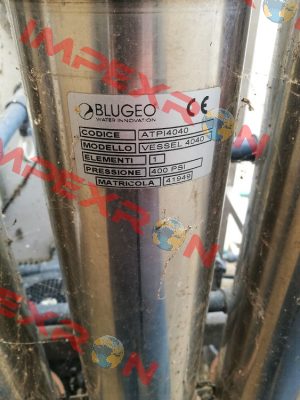 BLUGEO CE
WATER INNOVATION
CODICE ATPI4040
MODELLO VESSEL 4040
ELEMENTI 1
PRESSIONE 400 PSI
MATRICOLA 41949
IMPEXRON
IMPEXRON
IMPEXRON